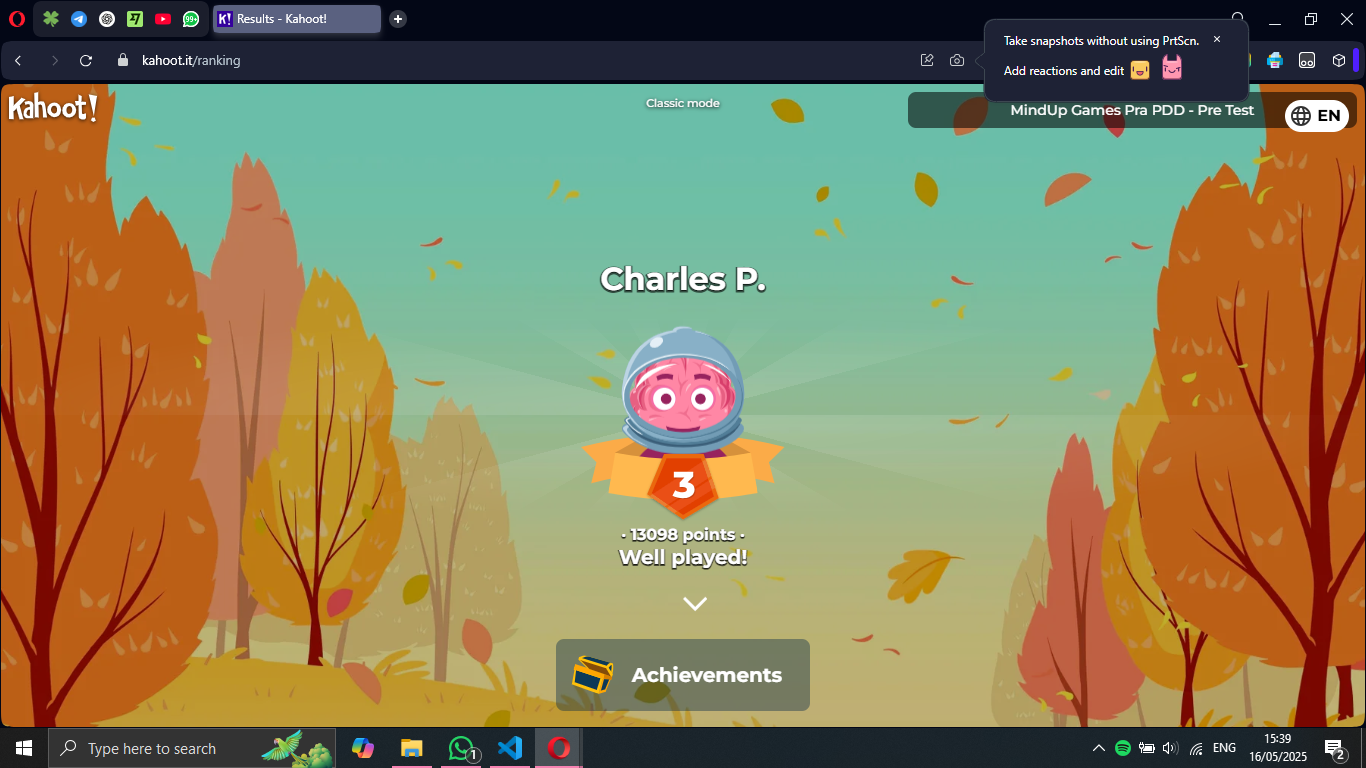 Results - Kahoot!
99+
Take snapshots without using PrtScn.
Add reactions and edit
kahoot.it/ranking
Kahoot!
Classic mode
MindUp Games Pra PDD - Pre Test
EN
Charles P.
3
· 13098 points ·
Well played!
Achievements
Type here to search
1
ENG
15:39
16/05/2025
2